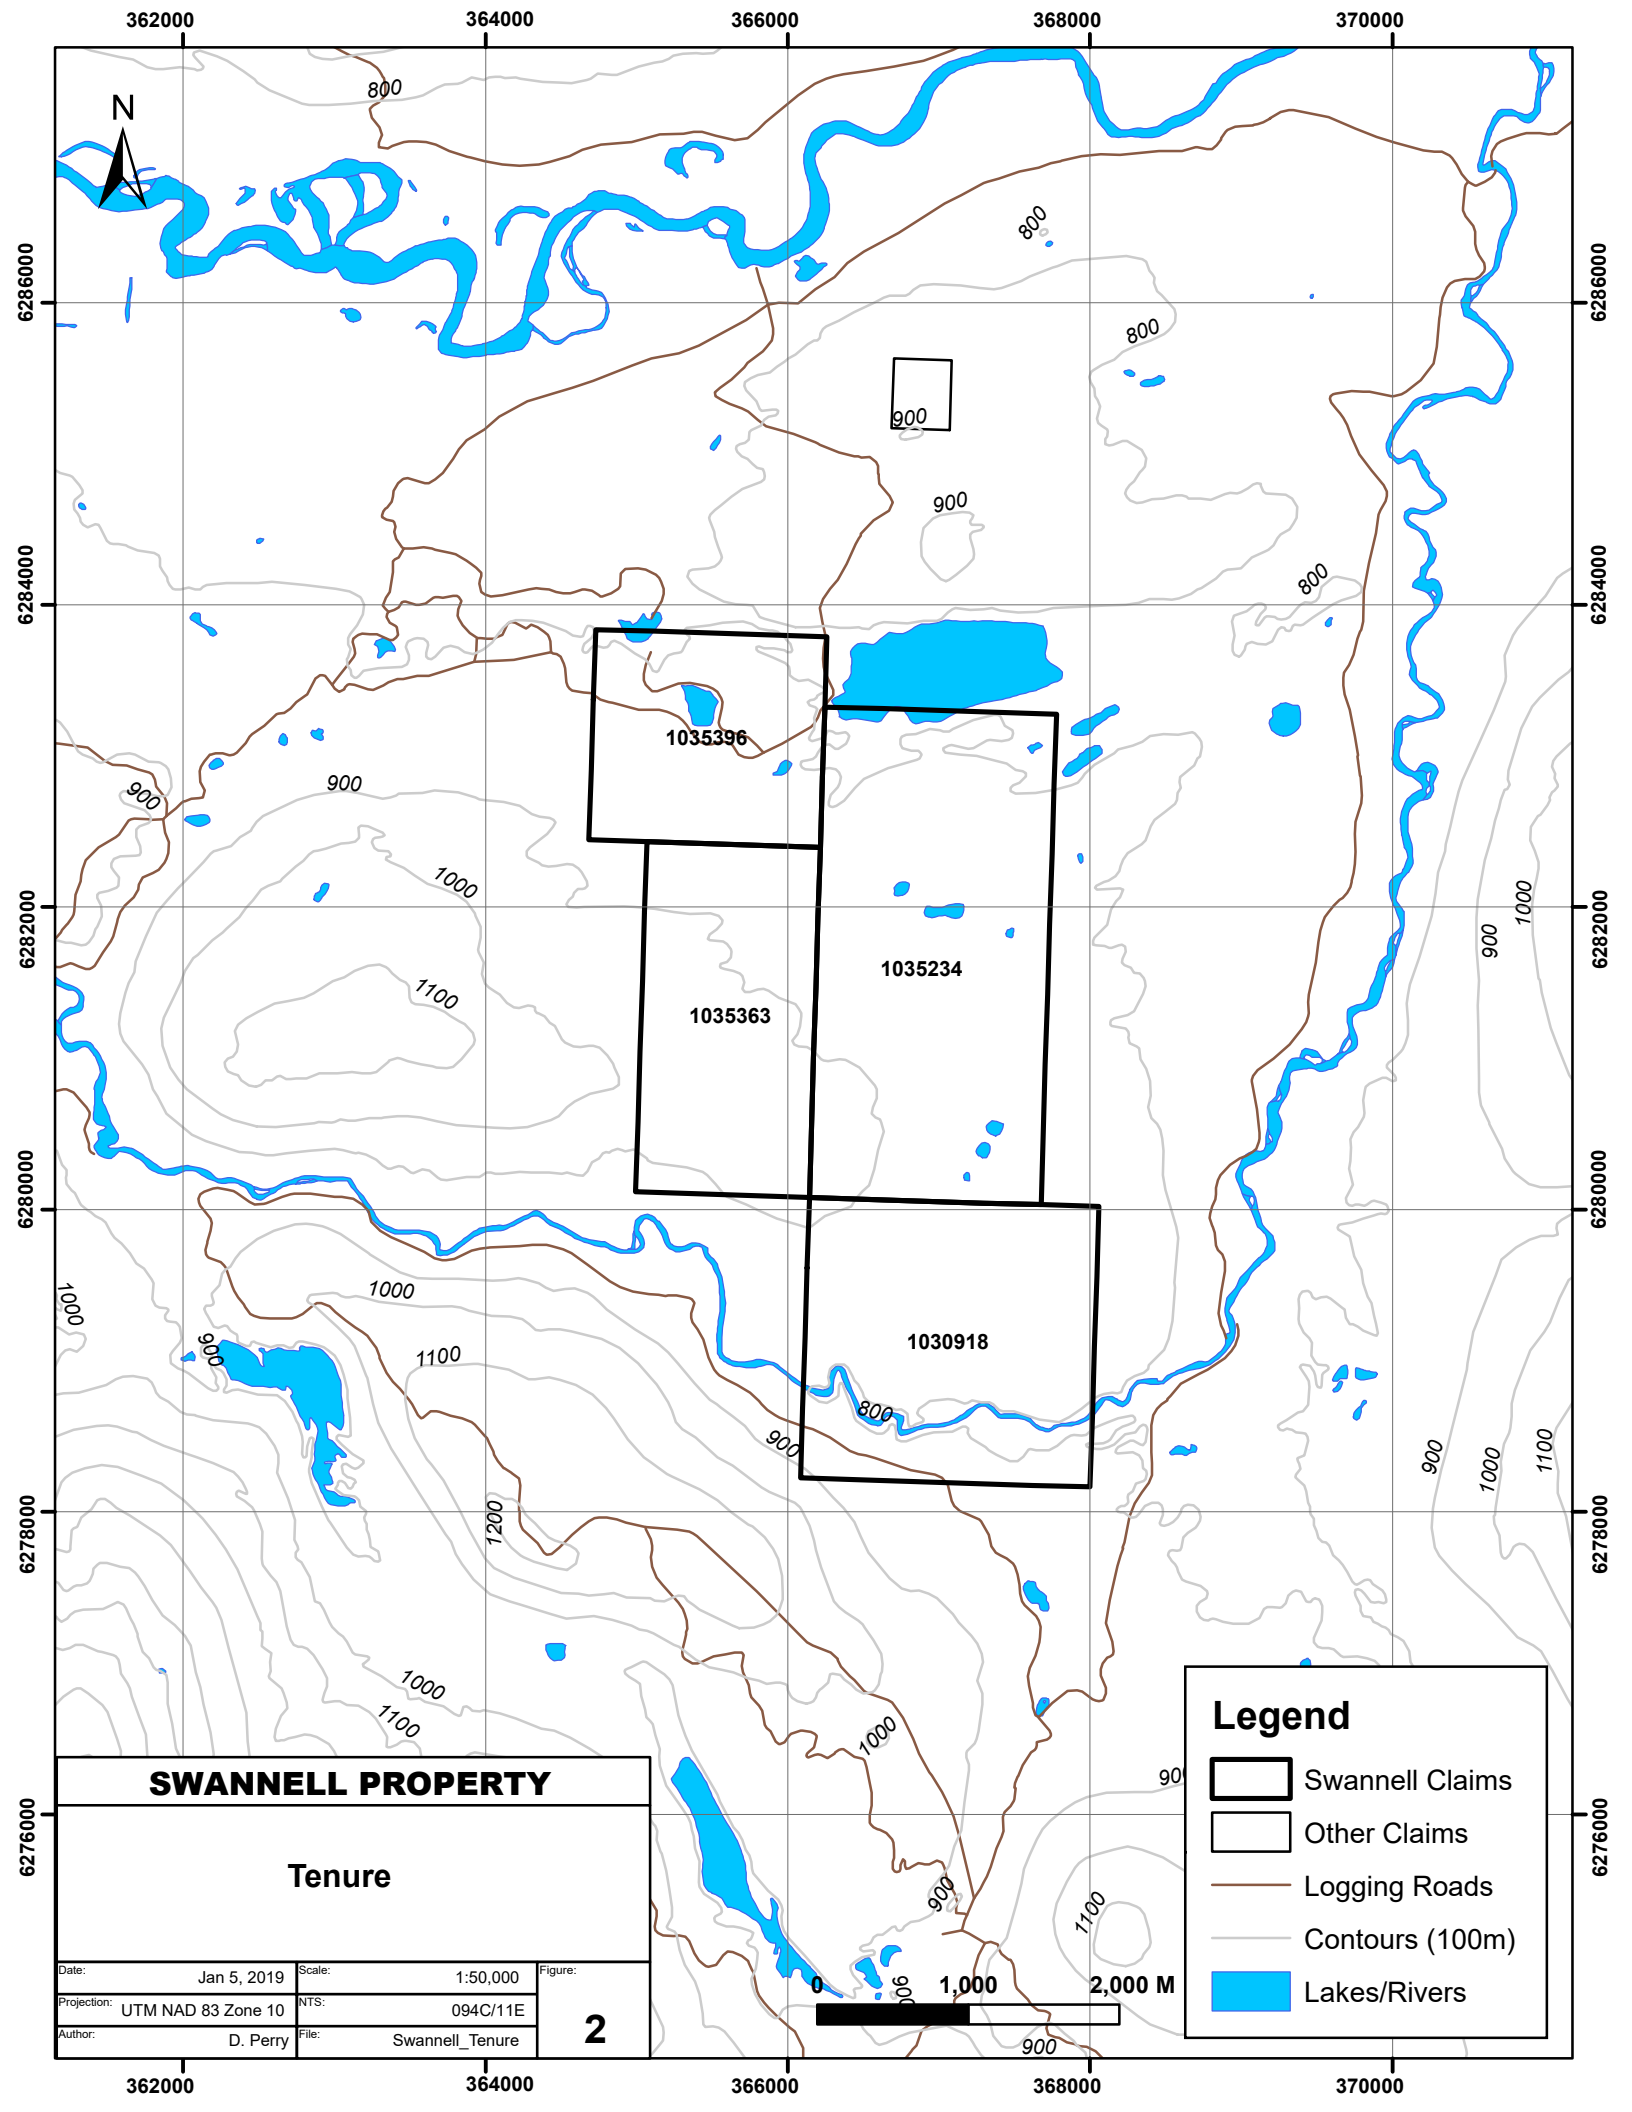 362000 364000 366000 368000 370000
N
800
800
6286000 6286000
800
900
900
6284000 6284000
800
1035396
900 900
1000
1000
6282000 6282000
900
1035234
1100
1035363
6280000 6280000
1000
1000
900
1100
1030918
800
900
900
1000
1100
1200
6278000 6278000
1000
1100
1000
900
6276000 6276000
900
1100
900
900
SWANNELL PROPERTY
Tenure
Date: Jan 5, 2019 Scale: 1:50,000 Figure:
Projection: UTM NAD 83 Zone 10 NTS: 094C/11E
2
Author: D. Perry File: Swannell_Tenure
0 1,000 2,000 M
Legend
Swannell Claims
Other Claims
Logging Roads
Contours (100m)
Lakes/Rivers
362000 364000 366000 368000 370000